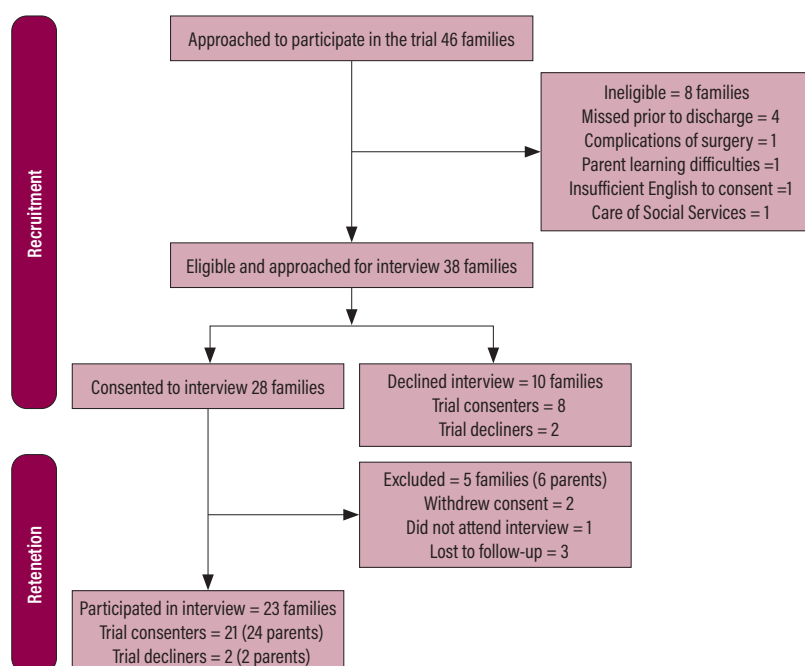 Approached to participate in the trial 46 families
Ineligible = 8 families
Missed prior to discharge = 4
Complications of surgery = 1
Parent learning difficulties =1
Insufficient English to consent =1
Care of Social Services = 1
Recruitment
Eligible and approached for interview 38 families
Consented to interview 28 families
Declined interview = 10 families
Trial consenters = 8
Trial decliners = 2
Excluded = 5 families (6 parents)
Withdrew consent = 2
Did not attend interview = 1
Lost to follow-up = 3
Retenetion
Participated in interview = 23 families
Trial consenters = 21 (24 parents)
Trial decliners = 2 (2 parents)